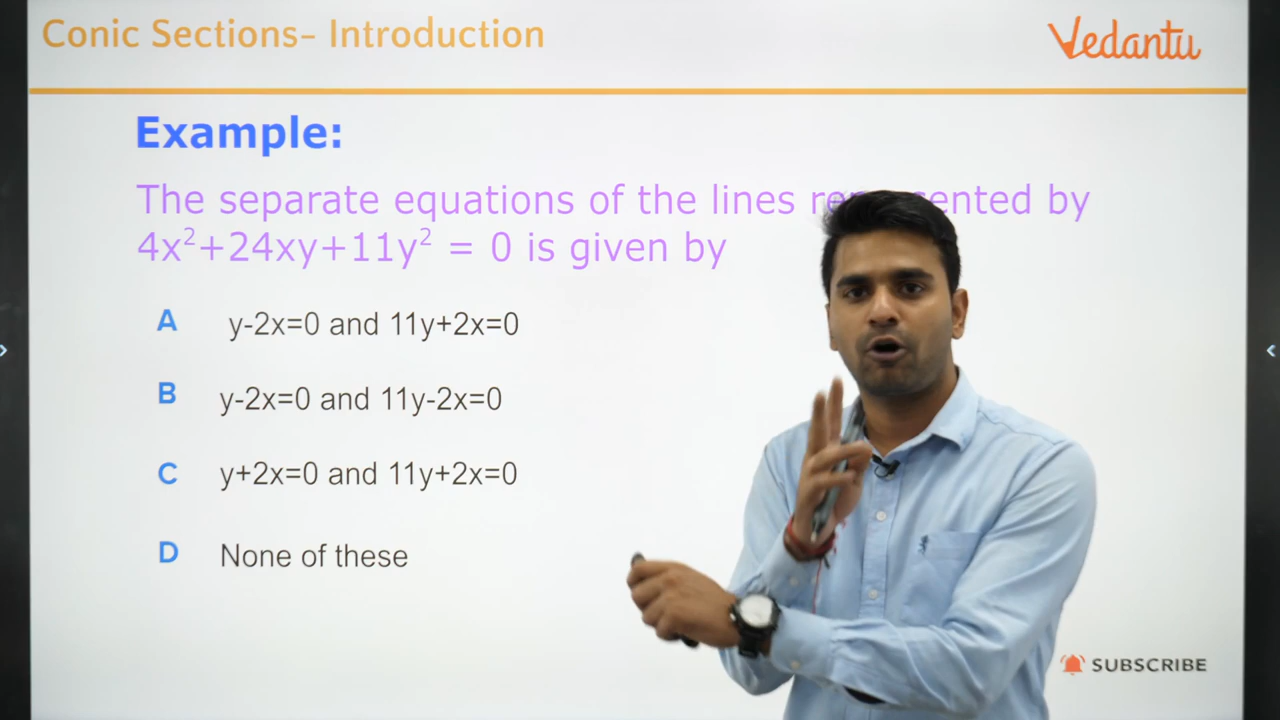 Conic Sections- Introduction
Vedantu
Example:
The separate equations of the lines represented by
4x²+24xy+11y² = 0 is given by
A y-2x=0 and 11y+2x=0
B y-2x=0 and 11y-2x=0
C y+2x=0 and 11y+2x=0
D None of these
SUBSCRIBE